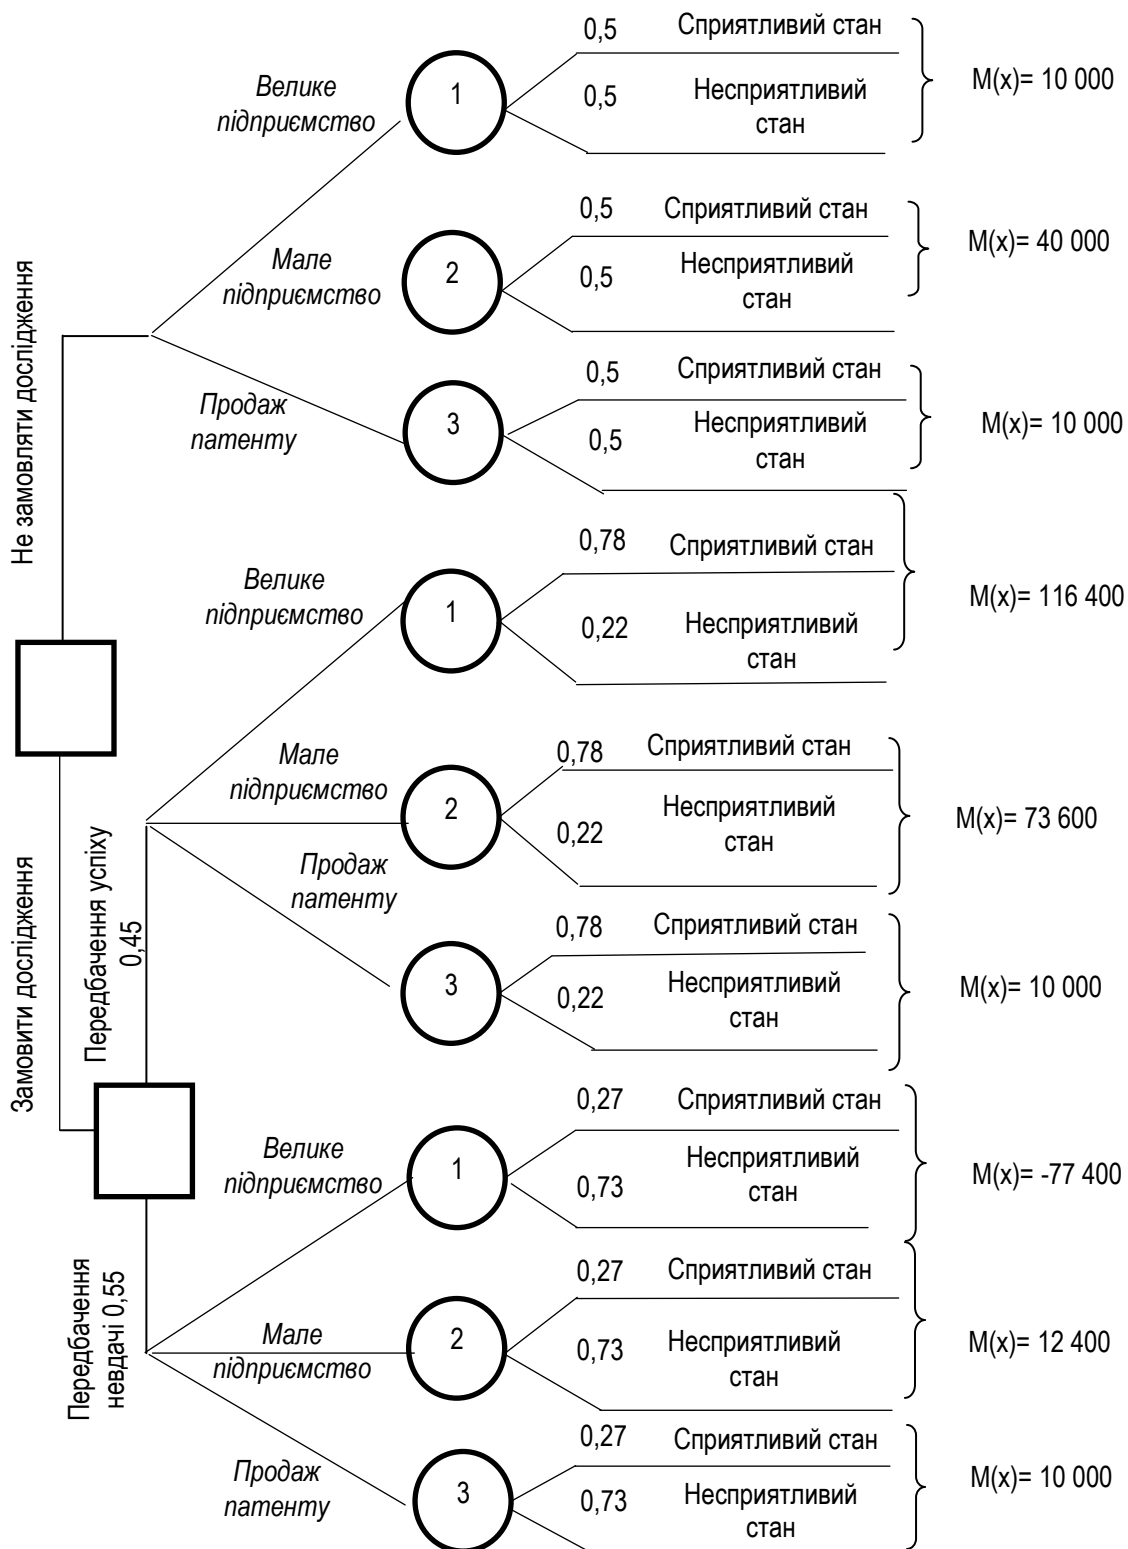 0,5 Сприятливий стан
M(x)= 10 000
Велике
підприємство
1
0,5 Несприятливий
стан
0,5 Сприятливий стан
M(x)= 40 000
Мале
підприємство
2
0,5 Несприятливий
стан
Не замовляти дослідження
0,5 Сприятливий стан
M(x)= 10 000
Продаж
патенту
3
0,5 Несприятливий
стан
0,78 Сприятливий стан
M(x)= 116 400
Велике
підприємство
1
0,22 Несприятливий
стан
0,78 Сприятливий стан
M(x)= 73 600
Мале
підприємство
2
0,22 Несприятливий
стан
Замовити дослідження
Передбачення успіху
0,45
Продаж
патенту
0,78 Сприятливий стан
M(x)= 10 000
3
0,22 Несприятливий
стан
0,27 Сприятливий стан
M(x)= -77 400
Велике
підприємство
1
0,73 Несприятливий
стан
Передбачення
невдачі 0,55
0,27 Сприятливий стан
M(x)= 12 400
Мале
підприємство
2
0,73 Несприятливий
стан
0,27 Сприятливий стан
M(x)= 10 000
Продаж
патенту
3
0,73 Несприятливий
стан